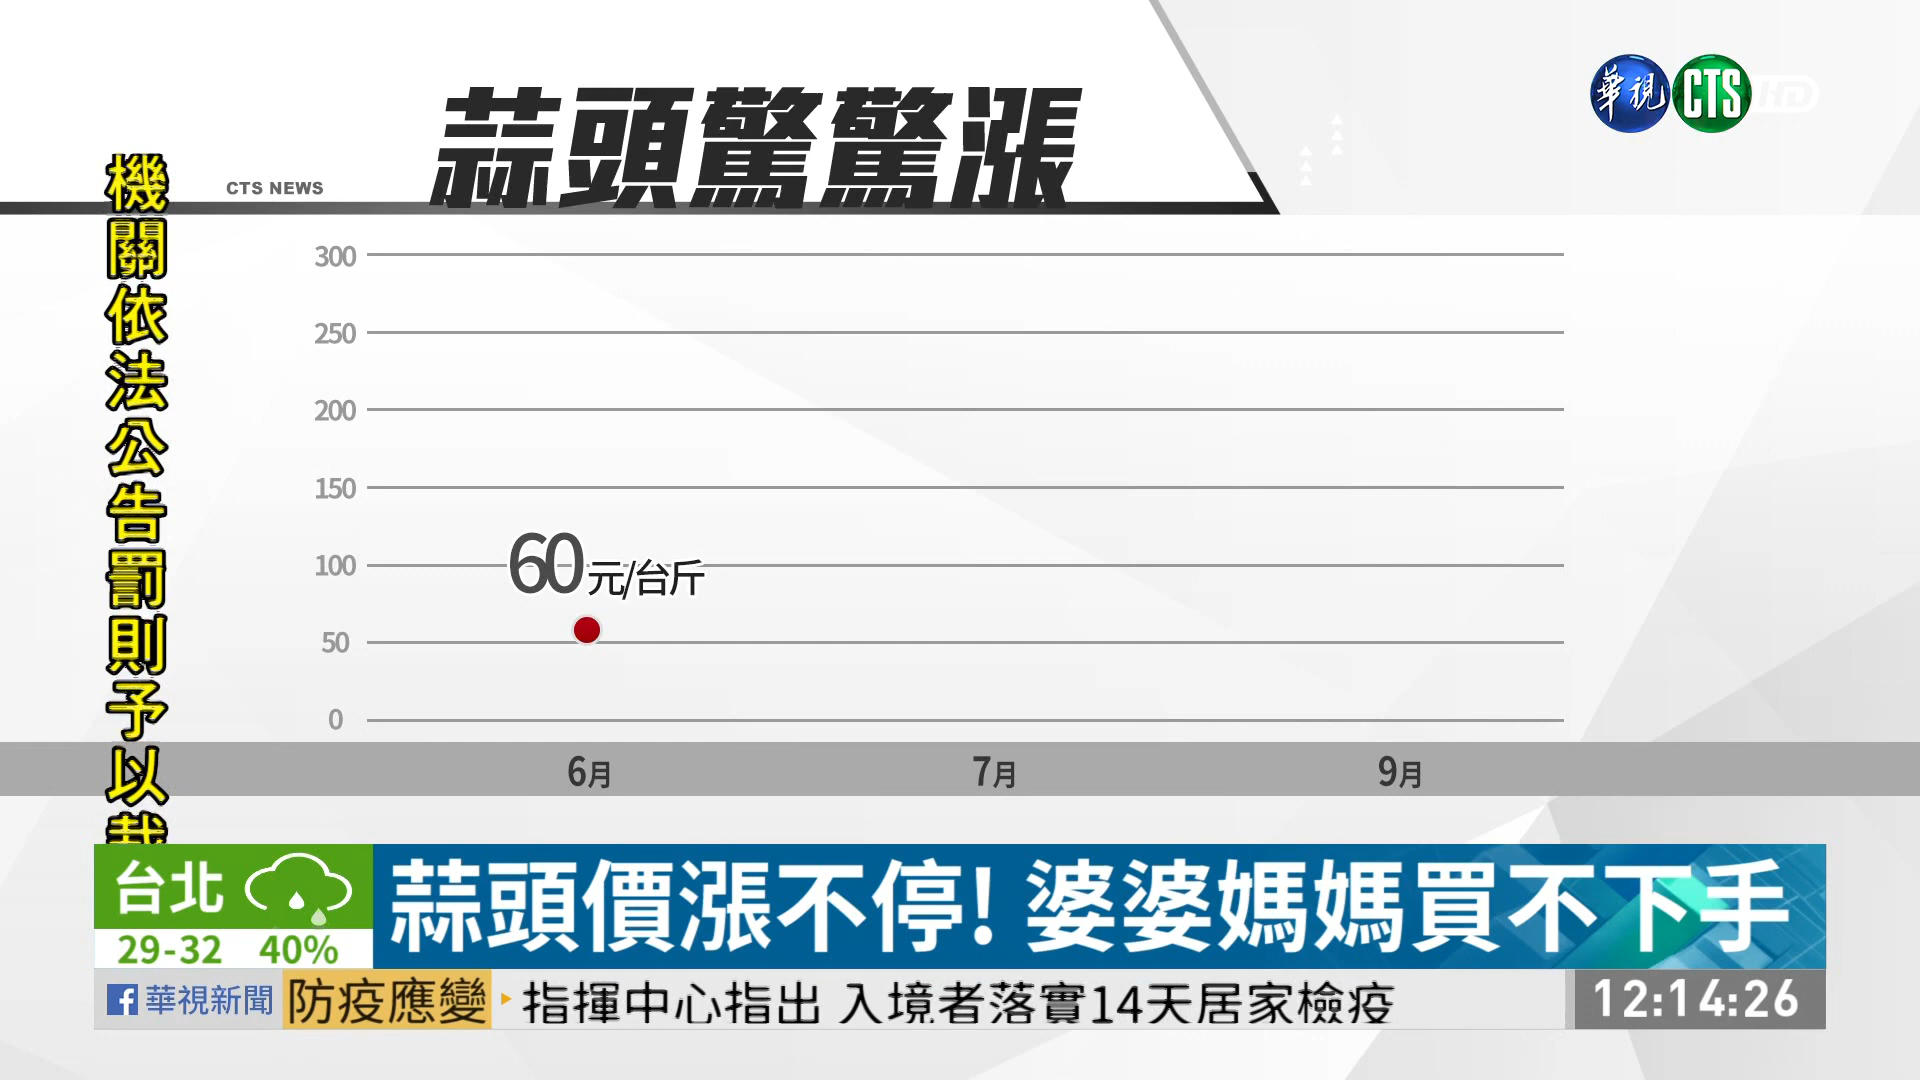 華視 CTS HD
蒜頭驚驚漲
CTS NEWS
機關依法公告罰則予以裁
300
250
200
150
100
50
0
60元/台斤
6月
7月
9月
台北
29-32 40%
蒜頭價漲不停! 婆婆媽媽買不下手
華視新聞
防疫應變
指揮中心指出 入境者落實14天居家檢疫
12:14:26